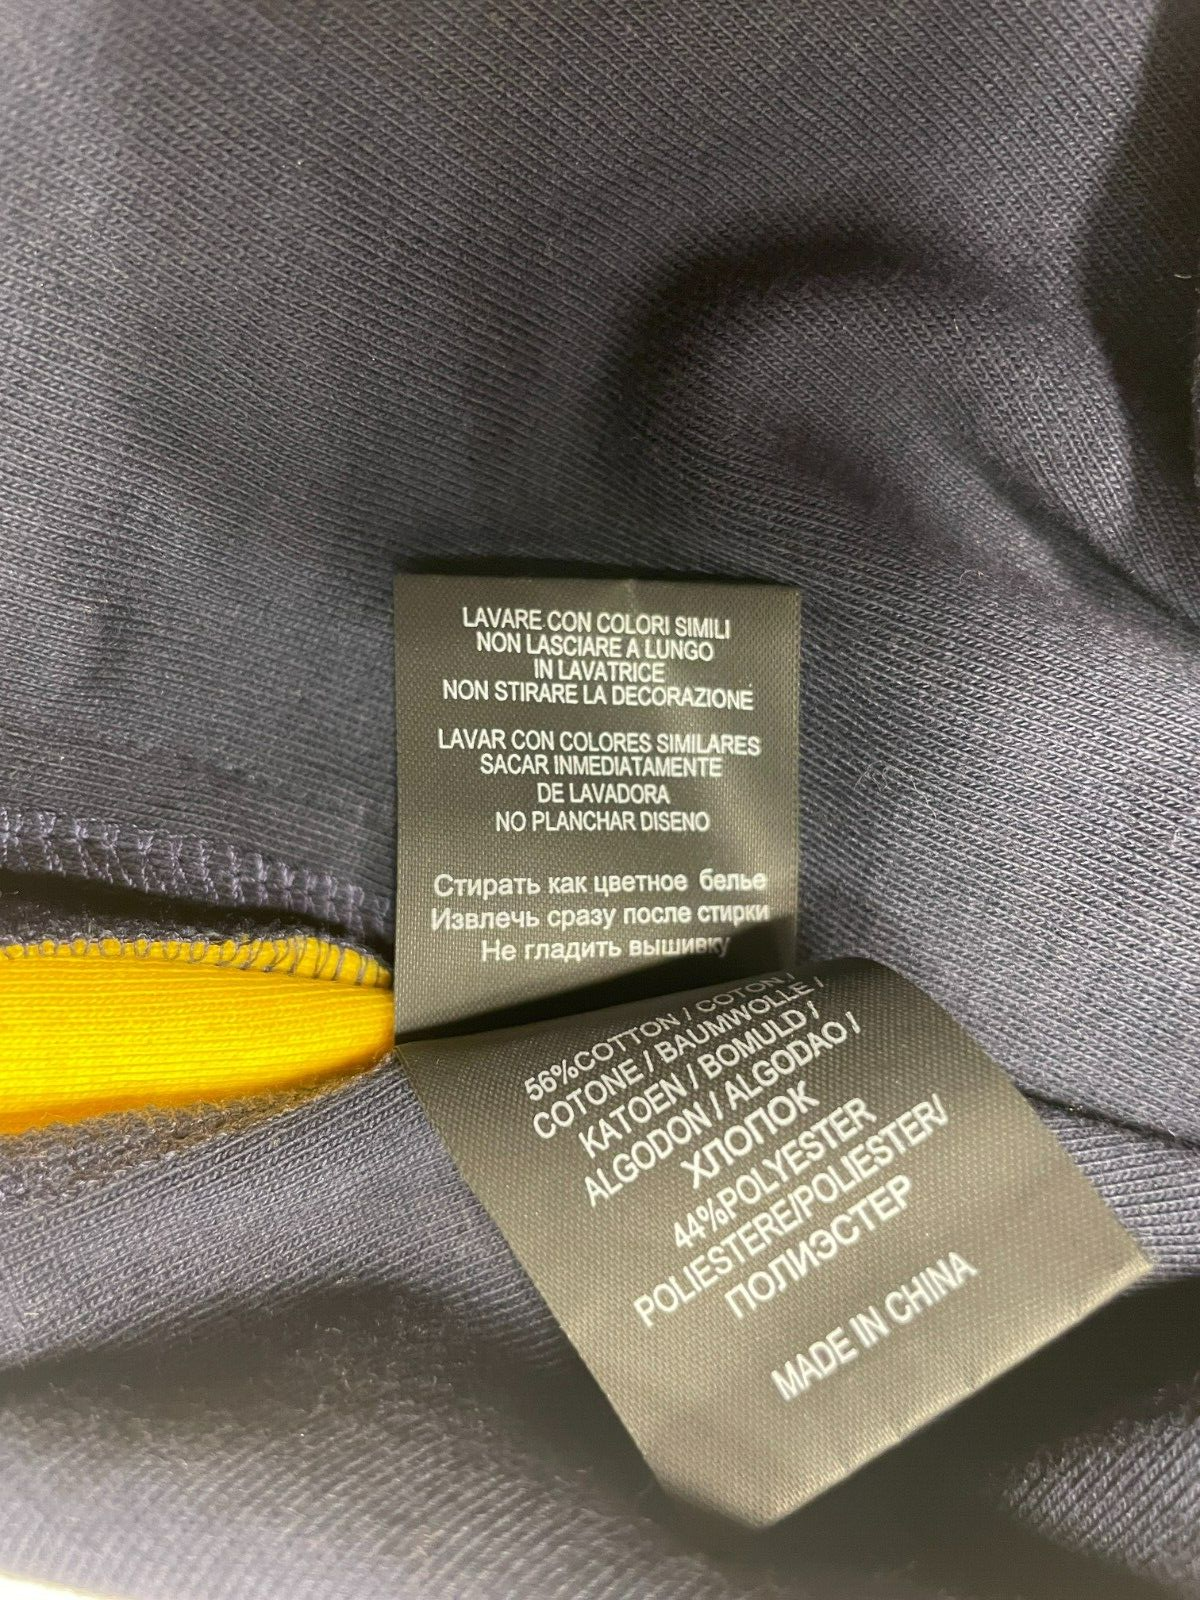 LAVARE CON COLORI SIMILI
NON LASCIARE A LUNGO
IN LAVATRICE
NON STIRARE LA DECORAZIONE
LAVAR CON COLORES SIMILARES
SACAR INMEDIATAMENTE
DE LAVADORA
NO PLANCHAR DISENO
Стирать как цветное белье
Извлечь сразу после стирки
Не гладить вышивку
56%COTTON / COTON /
COTONE / BAUMWOLLE /
KATOEN / BOMULD /
ALGODON / ALGODAO /
ХЛОПОК
44%POLYESTER
POLIESTERE/POLIESTER/
ПОЛИЭСТЕР
MADE IN CHINA